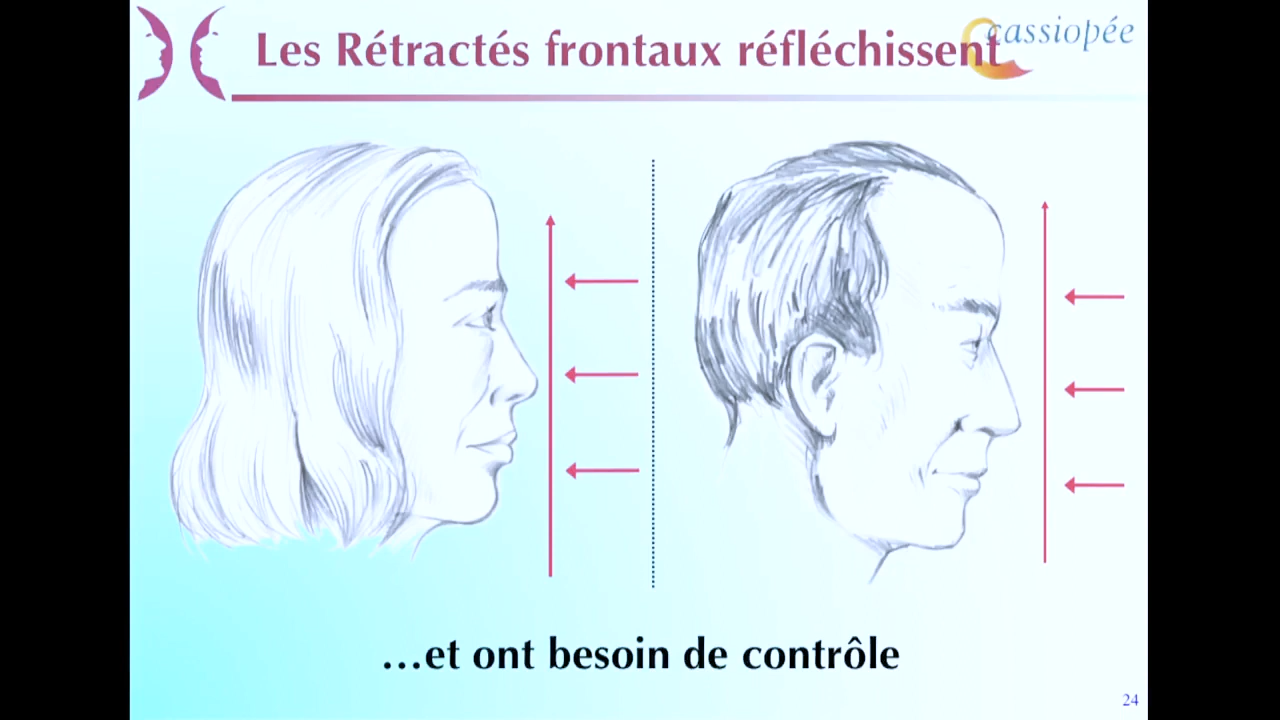 Les Rétractés frontaux réfléchissent
cassiopée
...et ont besoin de contrôle
24